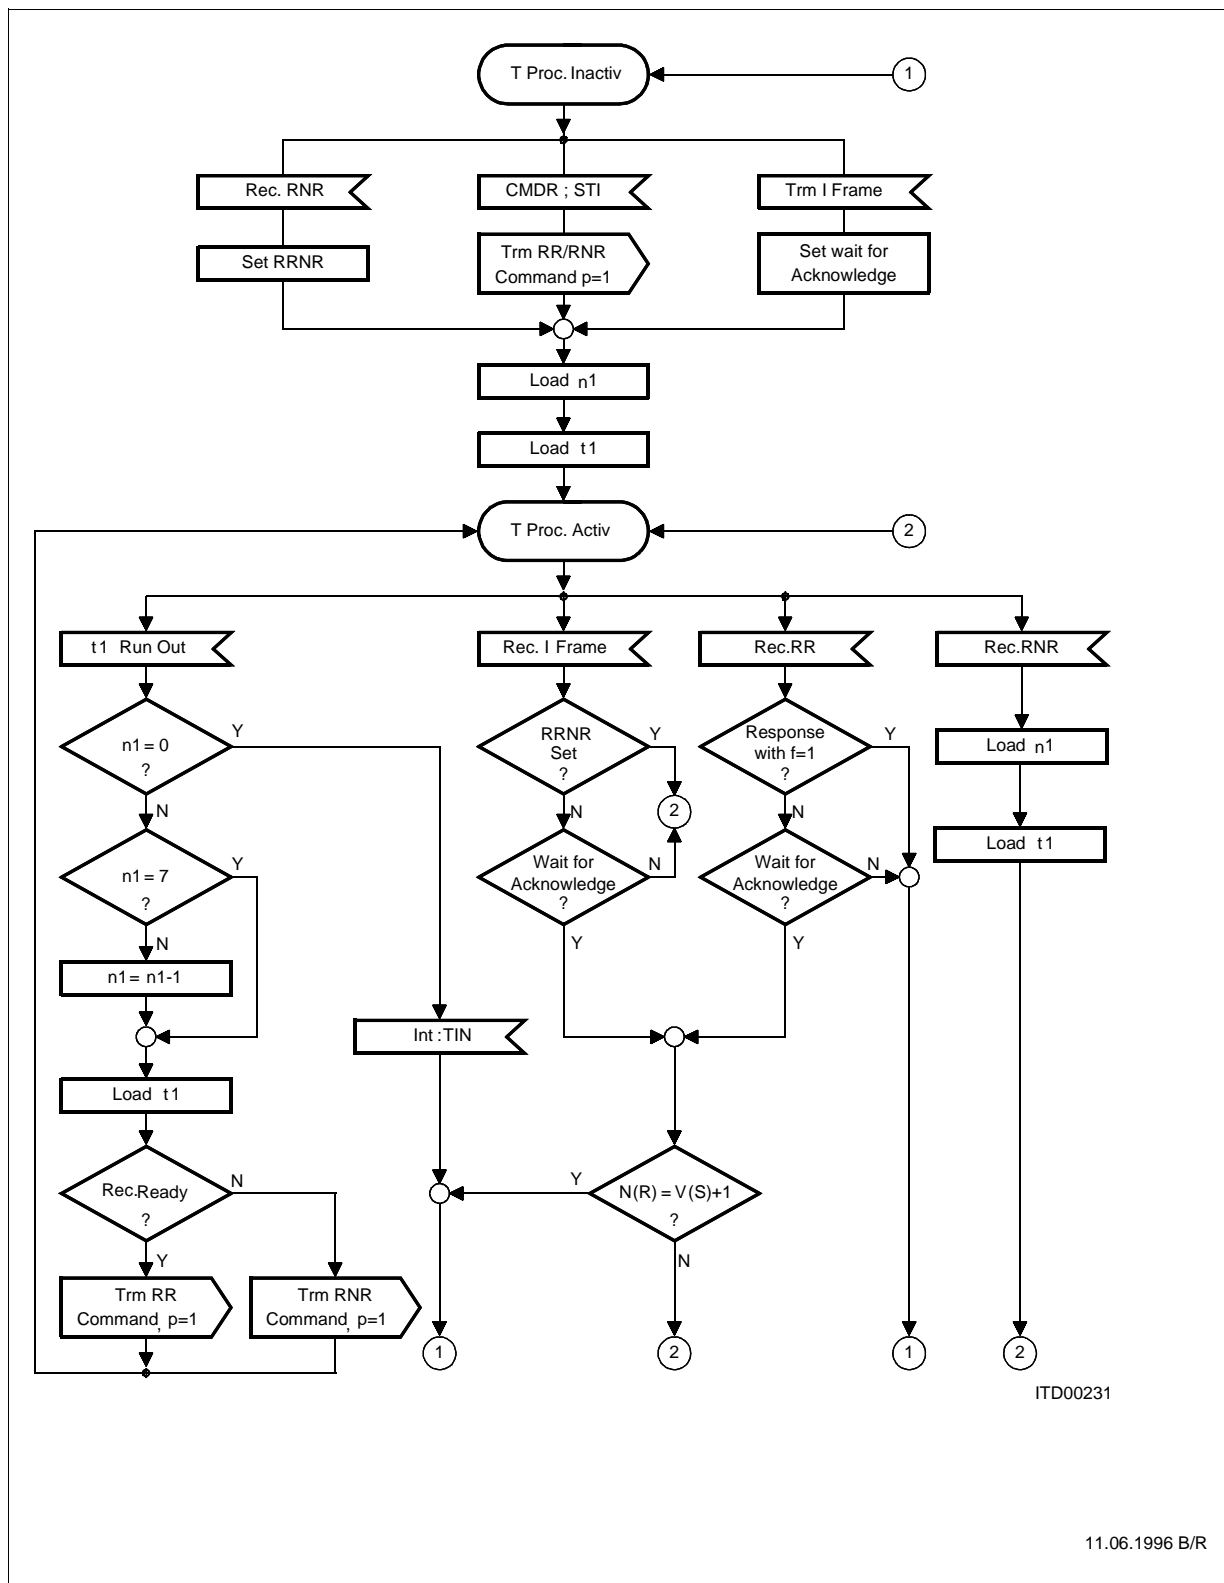 T Proc. Inactiv
1
Rec. RNR
CMDR ; STI
Trm I Frame
Set RRNR
Trm RR/RNR
Command p=1
Set wait for
Acknowledge
Load n1
Load t1
T Proc. Activ
2
t1 Run Out
Rec. I Frame
Rec.RR
Rec.RNR
n1 = 0
?
Y
N
RRNR
Set
?
Y
N
2
Response
with f=1
?
Y
N
Load n1
n1 = 7
?
Y
N
Wait for
Acknowledge
?
N
Y
Wait for
Acknowledge
?
N
Y
Load t1
n1 = n1-1
Int : TIN
Load t1
Rec.Ready
?
N
Y
N(R) = V(S)+1
?
Y
N
Trm RR
Command, p=1
Trm RNR
Command, p=1
1
2
1
2
ITD00231
11.06.1996 B/R